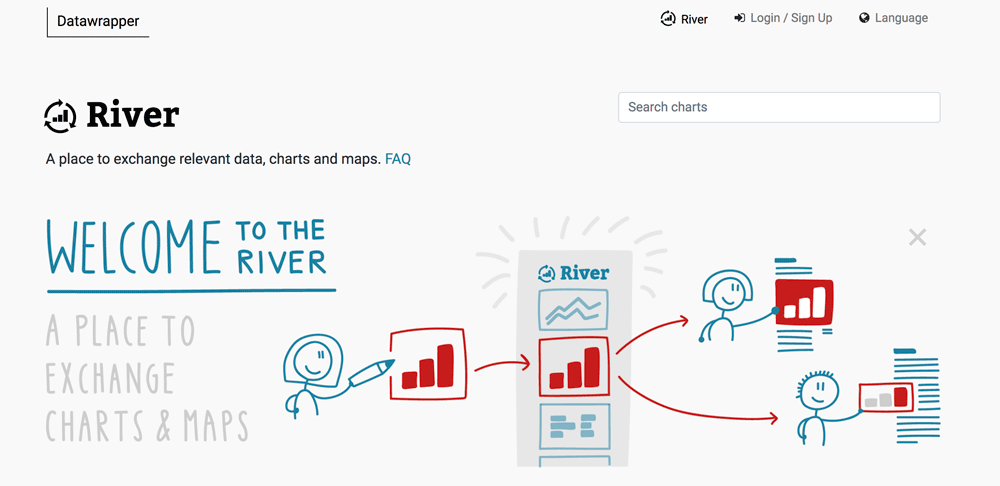 Datawrapper
River
Login / Sign Up
Language
River
Search charts
A place to exchange relevant data, charts and maps. FAQ
WELCOME TO THE RIVER
A PLACE TO
EXCHANGE
CHARTS & MAPS
River